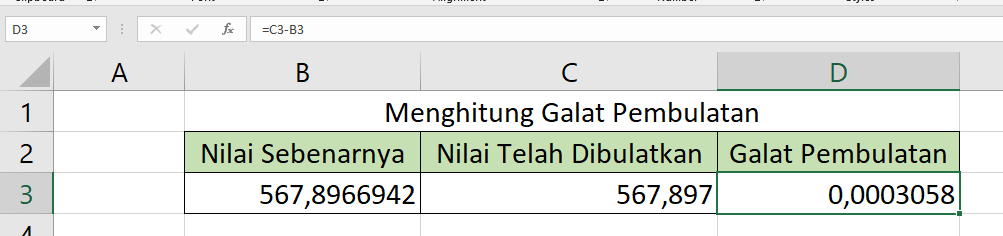 D3 fx =C3-B3
A B C D
1 Menghitung Galat Pembulatan
2 Nilai Sebenarnya Nilai Telah Dibulatkan Galat Pembulatan
3 567,8966942 567,897 0,0003058